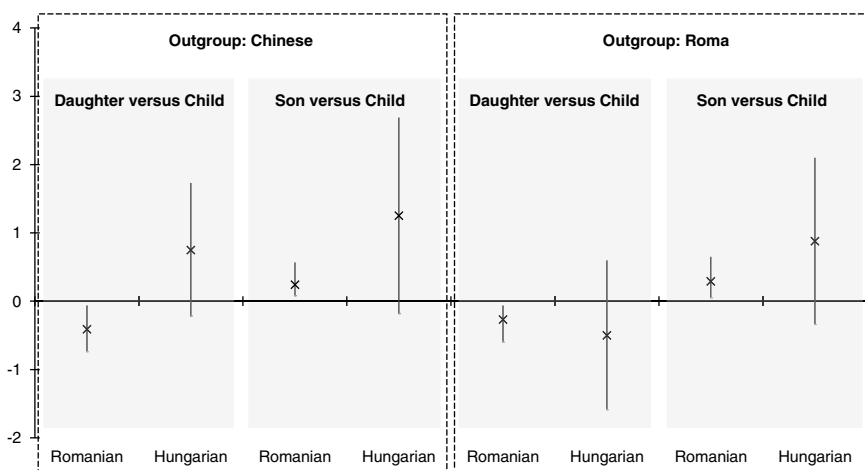 4
3
2
1
0
-1
-2
Outgroup: Chinese
Outgroup: Roma
Daughter versus Child
Son versus Child
Daughter versus Child
Son versus Child
Romanian
Hungarian
Romanian
Hungarian
Romanian
Hungarian
Romanian
Hungarian